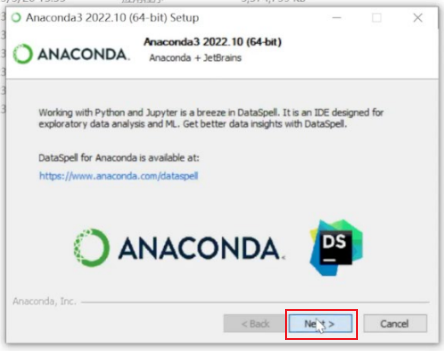 Anaconda3 2022.10 (64-bit) Setup
Anaconda3 2022.10 (64-bit)
Anaconda + JetBrains
ANACONDA.
Working with Python and Jupyter is a breeze in DataSpell. It is an IDE designed for
exploratory data analysis and ML. Get better data insights with DataSpell.
DataSpell for Anaconda is available at:
https://www.anaconda.com/dataspell
ANACONDA.
DS
Anaconda, Inc.
< Back
Next >
Cancel